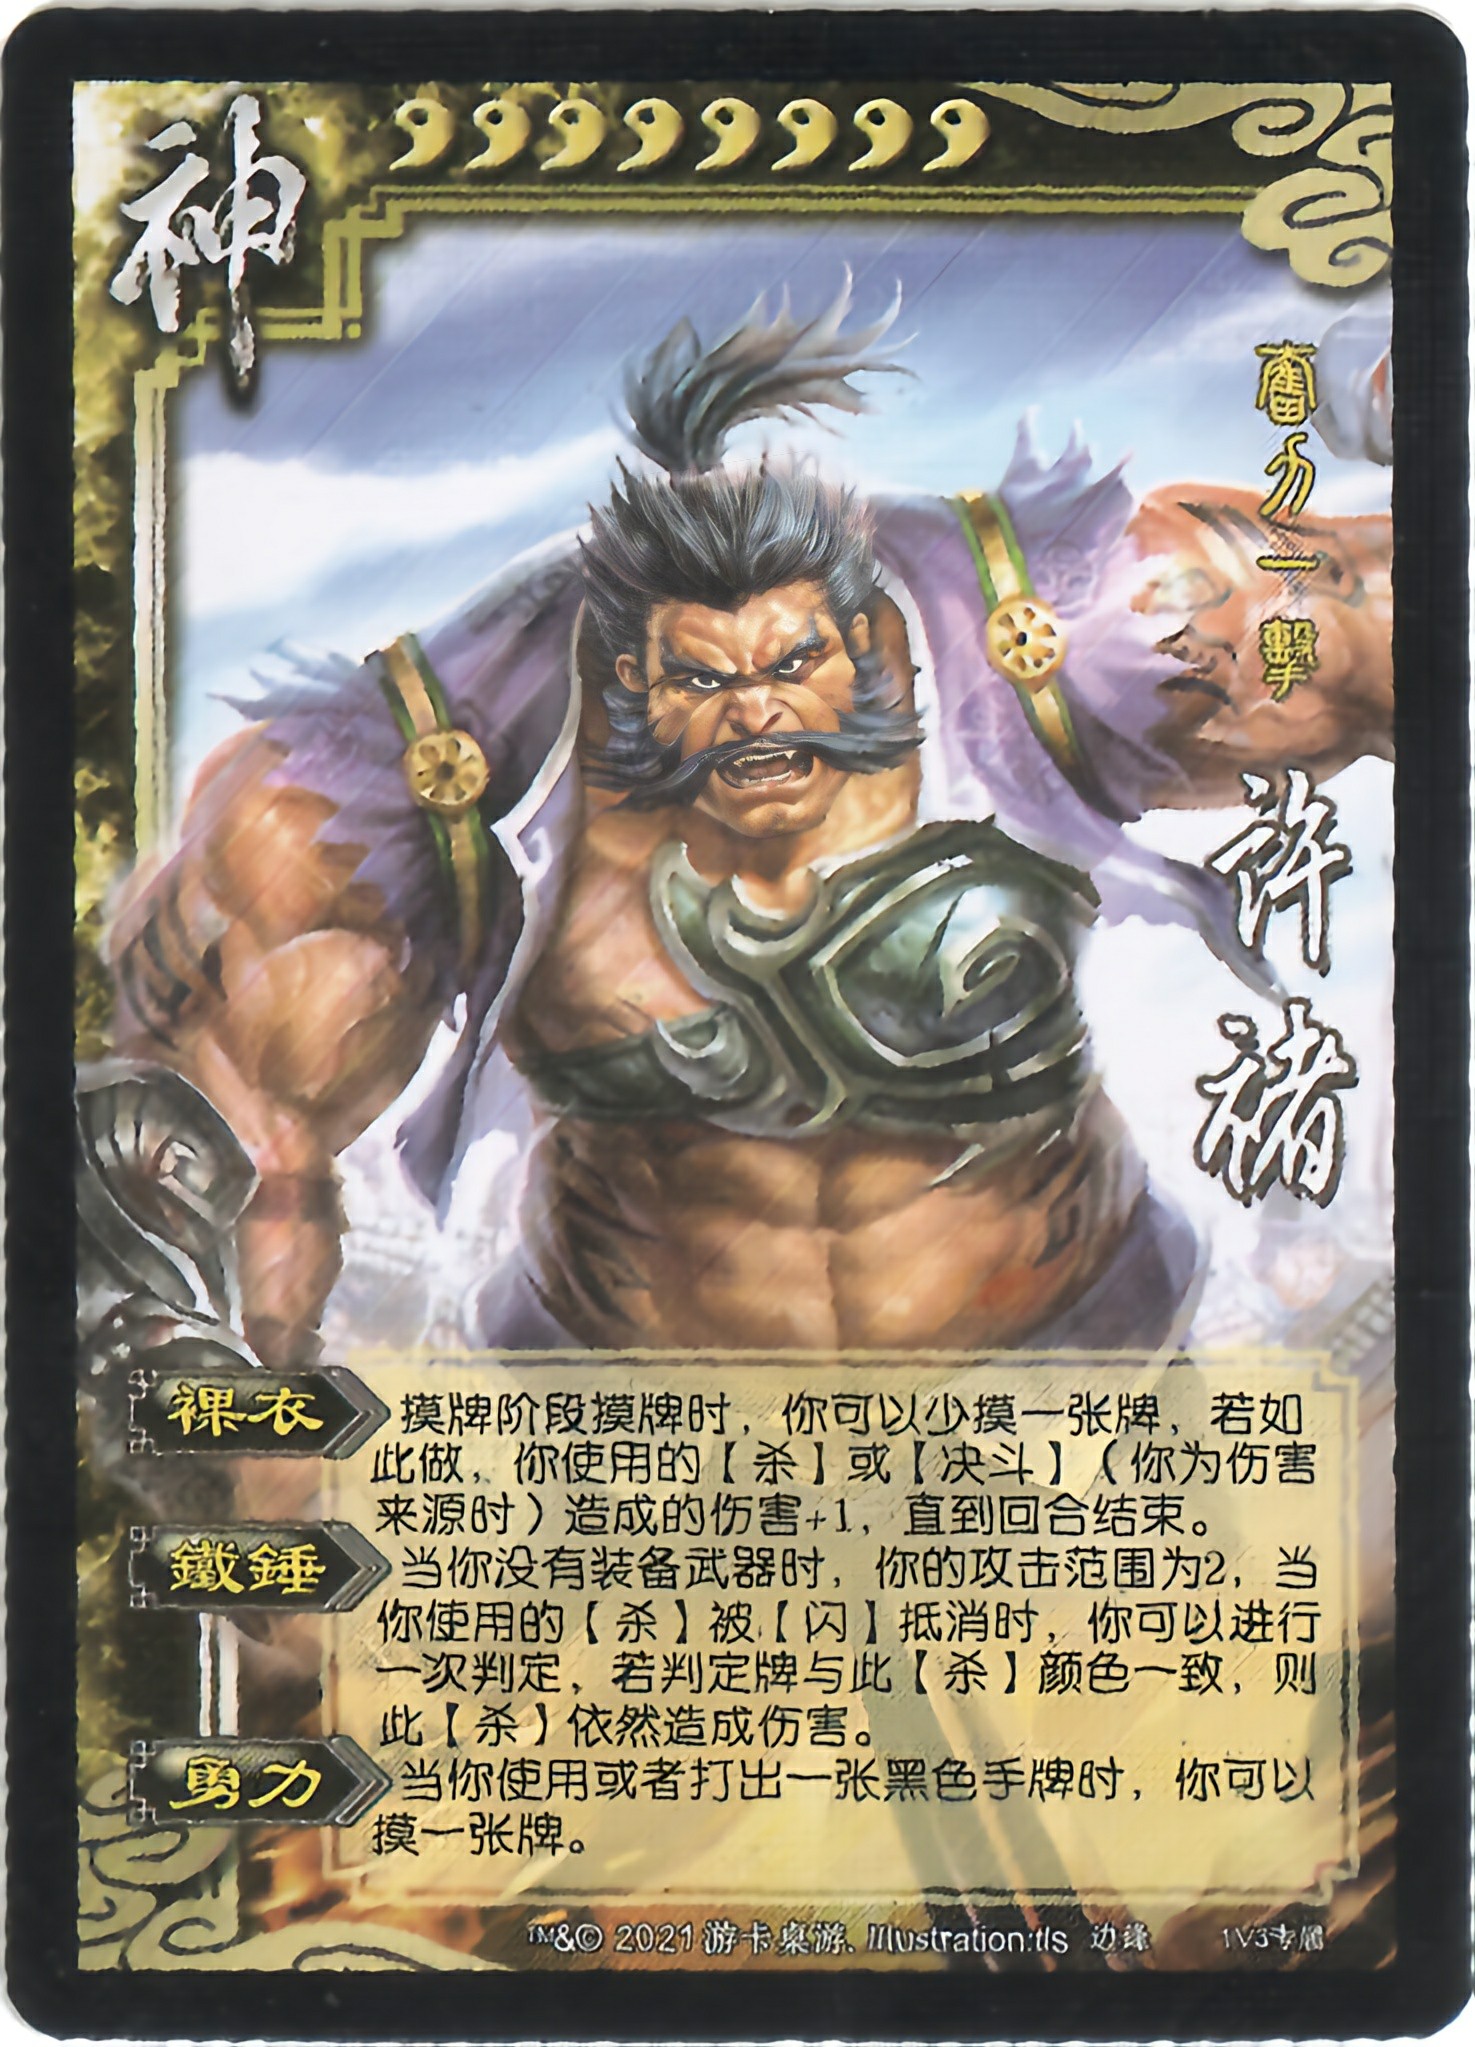 神
奮力一擊
許褚
裸衣
摸牌阶段摸牌时，你可以少摸一张牌，若如
此做，你使用的【杀】或【决斗】（你为伤害
来源时）造成的伤害+1，直到回合结束。
鐵錘
当你没有装备武器时，你的攻击范围为2，当
你使用的【杀】被【闪】抵消时，你可以进行
一次判定，若判定牌与此【杀】颜色一致，则
此【杀】依然造成伤害。
勇力
当你使用或者打出一张黑色手牌时，你可以
摸一张牌。
™&© 2021 游卡桌游. Illustration:tls 边锋 1V3专属